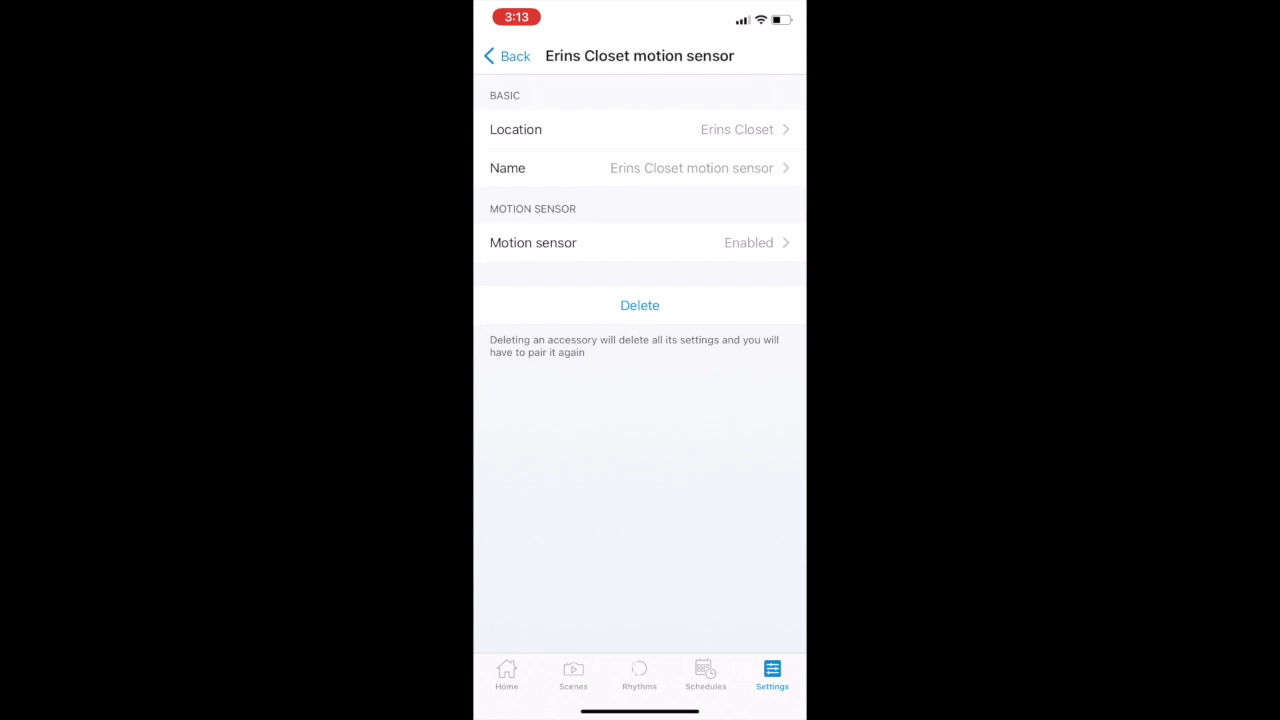 3:13
Back Erins Closet motion sensor
BASIC
Location Erins Closet
Name Erins Closet motion sensor
MOTION SENSOR
Motion sensor Enabled
Delete
Deleting an accessory will delete all its settings and you will
have to pair it again
Home Scenes Rhythms Schedules Settings